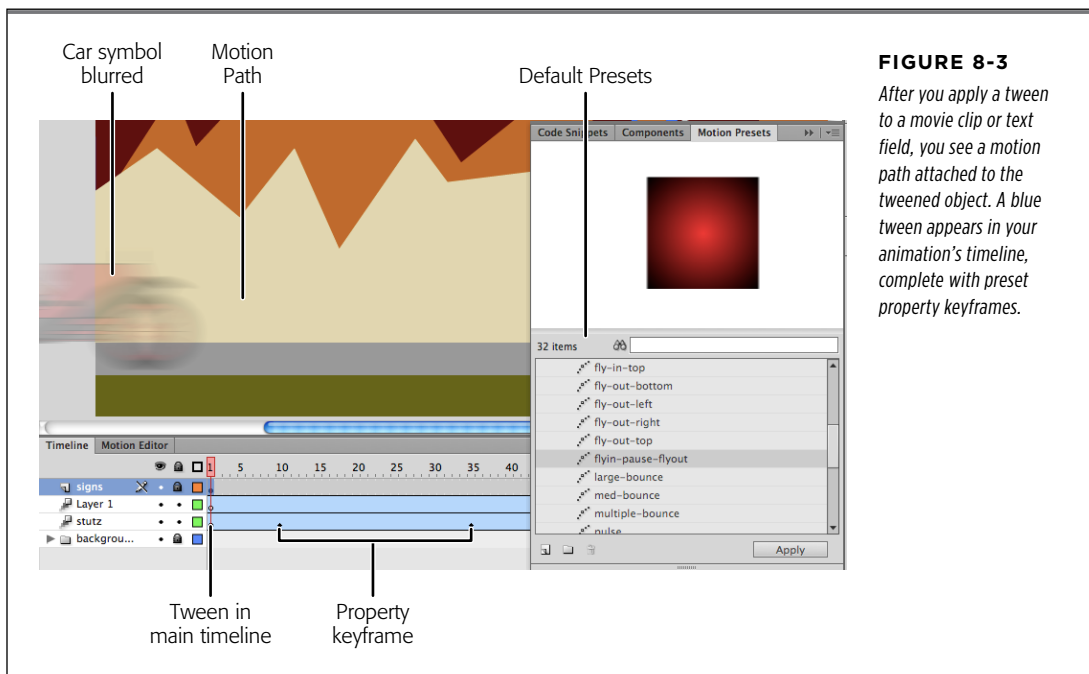 Car symbol
blurred
Motion
Path
Default Presets
FIGURE 8-3
After you apply a tween
to a movie clip or text
field, you see a motion
path attached to the
tweened object. A blue
tween appears in your
animation's timeline,
complete with preset
property keyframes.
Code Snippets Components Motion Presets
32 items
fly-in-top
fly-out-bottom
fly-out-left
fly-out-right
fly-out-top
flyin-pause-flyout
large-bounce
med-bounce
multiple-bounce
pulse
Apply
Timeline Motion Editor
1 5 10 15 20 25 30 35 40
signs
Layer 1
stutz
backgrou...
Tween in
main timeline
Property
keyframe